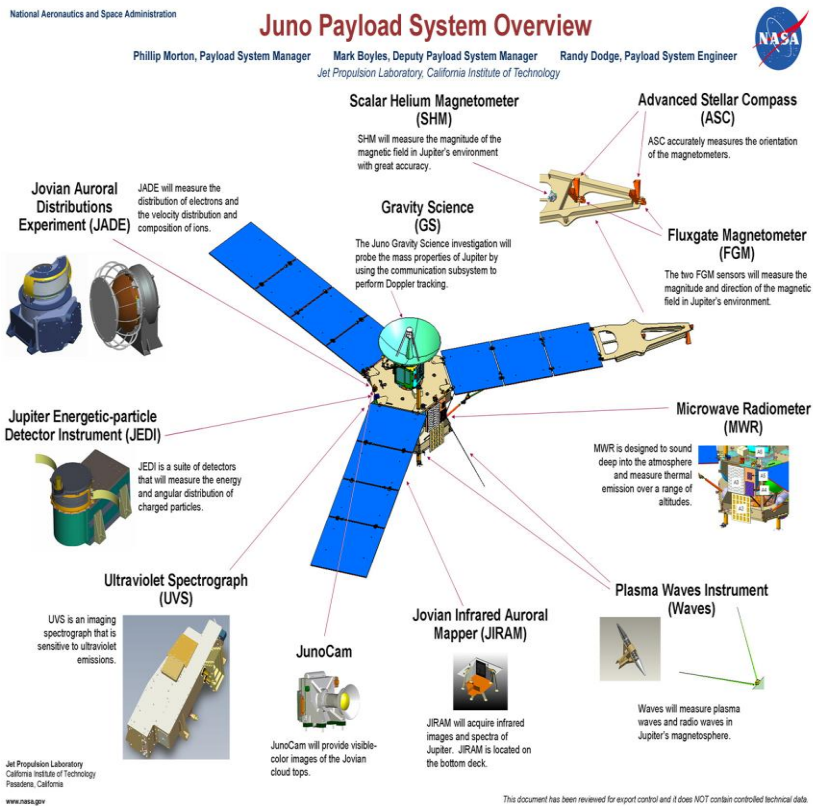 National Aeronautics and Space Administration
Juno Payload System Overview
NASA
Phillip Morton, Payload System Manager Mark Boyles, Deputy Payload System Manager Randy Dodge, Payload System Engineer
Jet Propulsion Laboratory, California Institute of Technology
Scalar Helium Magnetometer
(SHM)
SHM will measure the magnitude of the
magnetic field in Jupiter's environment
with great accuracy.
Advanced Stellar Compass
(ASC)
ASC accurately measures the orientation
of the magnetometers.
Jovian Auroral
Distributions
Experiment (JADE)
JADE will measure the
distribution of electrons and
the velocity distribution and
composition of ions.
Gravity Science
(GS)
The Juno Gravity Science investigation will
probe the mass properties of Jupiter by
using the communication subsystem to
perform Doppler tracking.
Fluxgate Magnetometer
(FGM)
The two FGM sensors will measure the
magnitude and direction of the magnetic
field in Jupiter's environment.
Jupiter Energetic-particle
Detector Instrument (JEDI)
JEDI is a suite of detectors
that will measure the energy
and angular distribution of
charged particles.
Microwave Radiometer
(MWR)
MWR is designed to sound
deep into the atmosphere
and measure thermal
emission over a range of
altitudes.
Ultraviolet Spectrograph
(UVS)
UVS is an imaging
spectrograph that is
sensitive to ultraviolet
emissions.
JunoCam
JunoCam will provide visible-
color images of the Jovian
cloud tops.
Jovian Infrared Auroral
Mapper (JIRAM)
JIRAM will acquire infrared
images and spectra of
Jupiter. JIRAM is located on
the bottom deck.
Plasma Waves Instrument
(Waves)
Waves will measure plasma
waves and radio waves in
Jupiter's magnetosphere.
Jet Propulsion Laboratory
California Institute of Technology
Pasadena, California
www.nasa.gov
This document has been reviewed for export control and it does NOT contain controlled technical data.